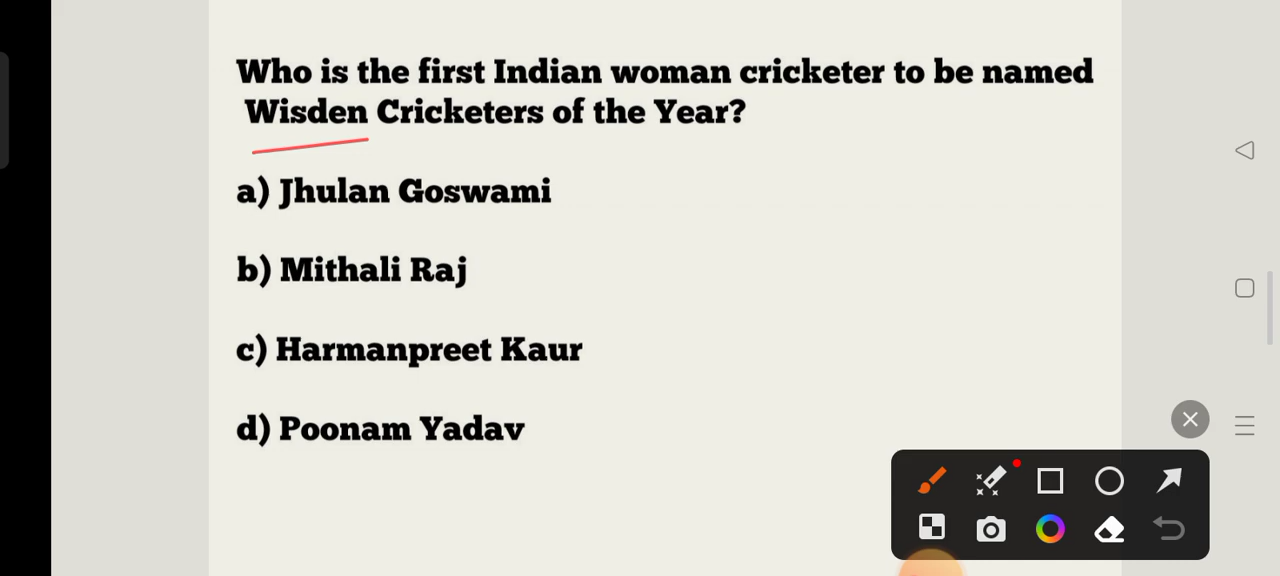 Who is the first Indian woman cricketer to be named
Wisden Cricketers of the Year?
a) Jhulan Goswami
b) Mithali Raj
c) Harmanpreet Kaur
d) Poonam Yadav